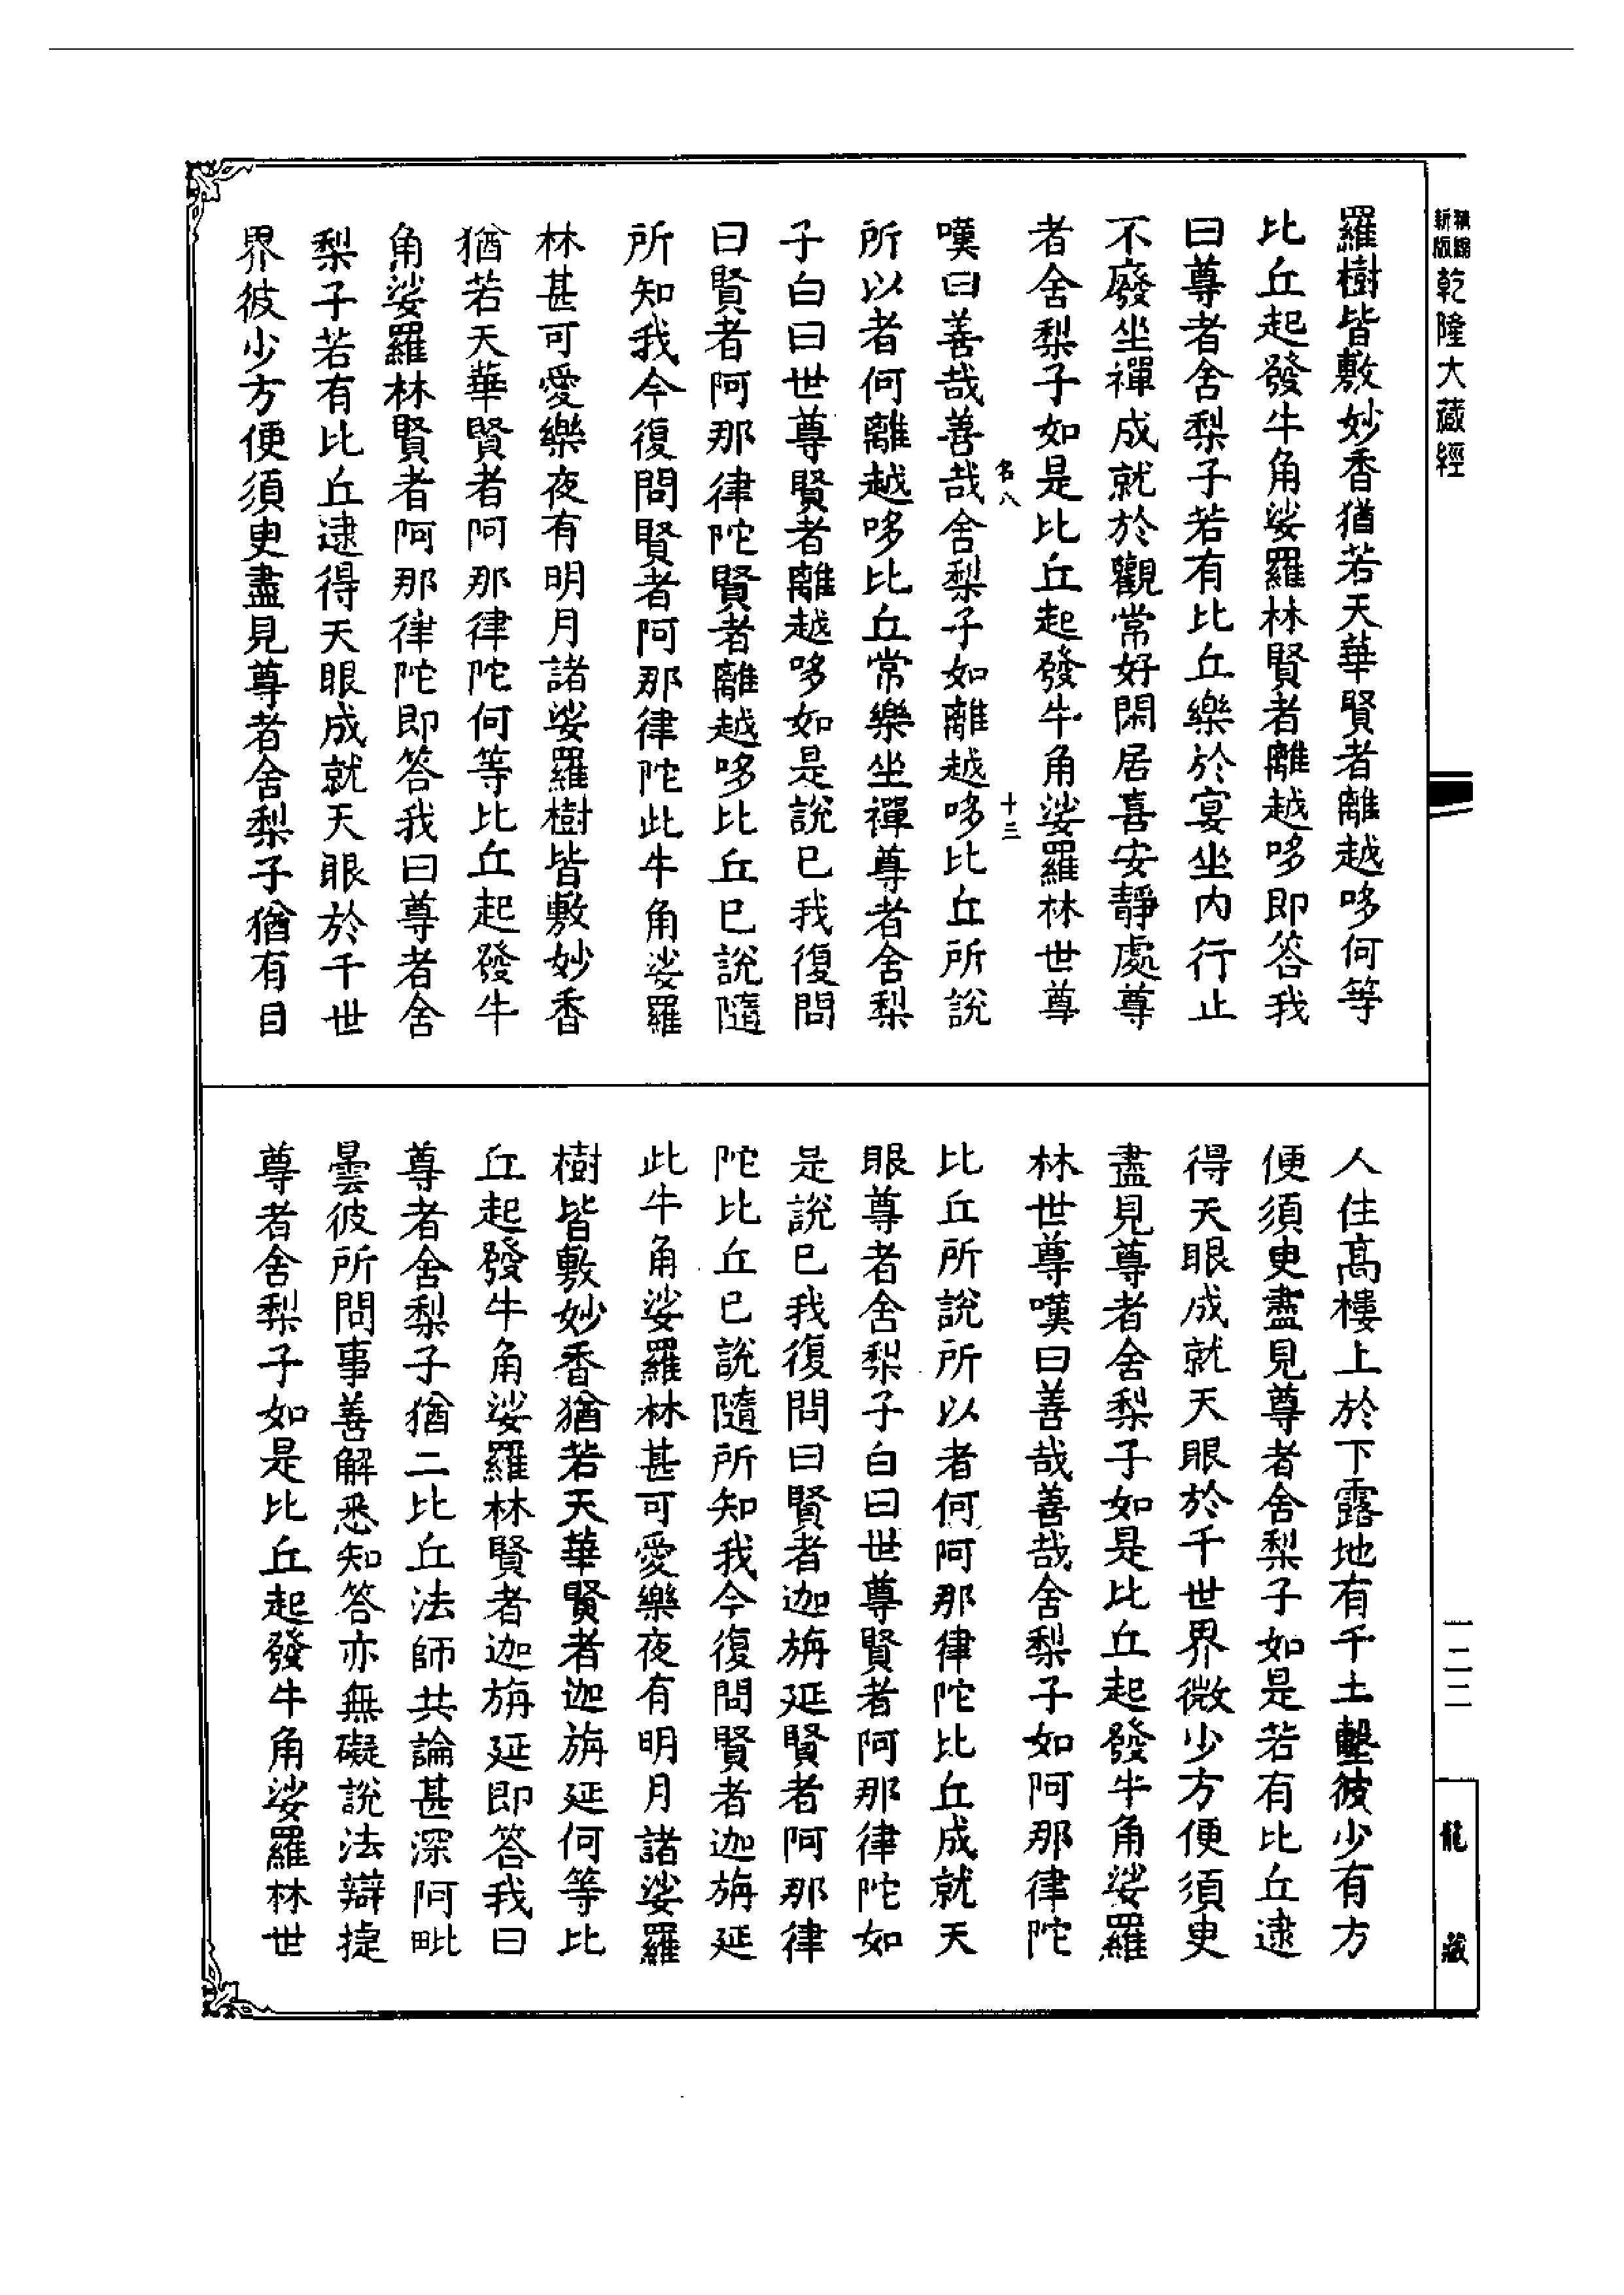 新編
新版
乾隆大藏經
羅樹皆敷妙香猶若天華賢者離越哆何等
比丘起發牛角娑羅林賢者離越哆即答我
曰尊者舍梨子若有比丘樂於宴坐內行止
不廢坐禪成就於觀常好閑居喜安靜處尊
者舍梨子如是比丘起發牛角娑羅林世尊
名八
十三
嘆曰善哉善哉舍梨子如離越哆比丘所說
所以者何離越哆比丘常樂坐禪尊者舍梨
子白曰世尊賢者離越哆如是說已我復問
曰賢者阿那律陀賢者離越哆比丘已說隨
所知我今復問賢者阿那律陀此牛角娑羅
林甚可愛樂夜有明月諸娑羅樹皆敷妙香
猶若天華賢者阿那律陀何等比丘起發牛
角娑羅林賢者阿那律陀即答我曰尊者舍
梨子若有比丘逮得天眼成就天眼於千世
界彼少方便須臾盡見尊者舍梨子猶有目
人住高樓上於下露地有千土墼彼少有方
便須臾盡見尊者舍梨子如是若有比丘逮
得天眼成就天眼於千世界微少方便須臾
盡見尊者舍梨子如是比丘起發牛角娑羅
林世尊嘆曰善哉善哉舍梨子如阿那律陀
比丘所說所以者何阿那律陀比丘成就天
眼尊者舍梨子白曰世尊賢者阿那律陀如
是說已我復問曰賢者迦旃延賢者阿那律
陀比丘已說隨所知我今復問賢者迦旃延
此牛角娑羅林甚可愛樂夜有明月諸娑羅
樹皆敷妙香猶若天華賢者迦旃延何等比
丘起發牛角娑羅林賢者迦旃延即答我曰
尊者舍梨子猶二比丘法師共論甚深阿毗
曇彼所問事善解悉知答亦無礙說法辯捷
尊者舍梨子如是比丘起發牛角娑羅林世
一二二
龍藏